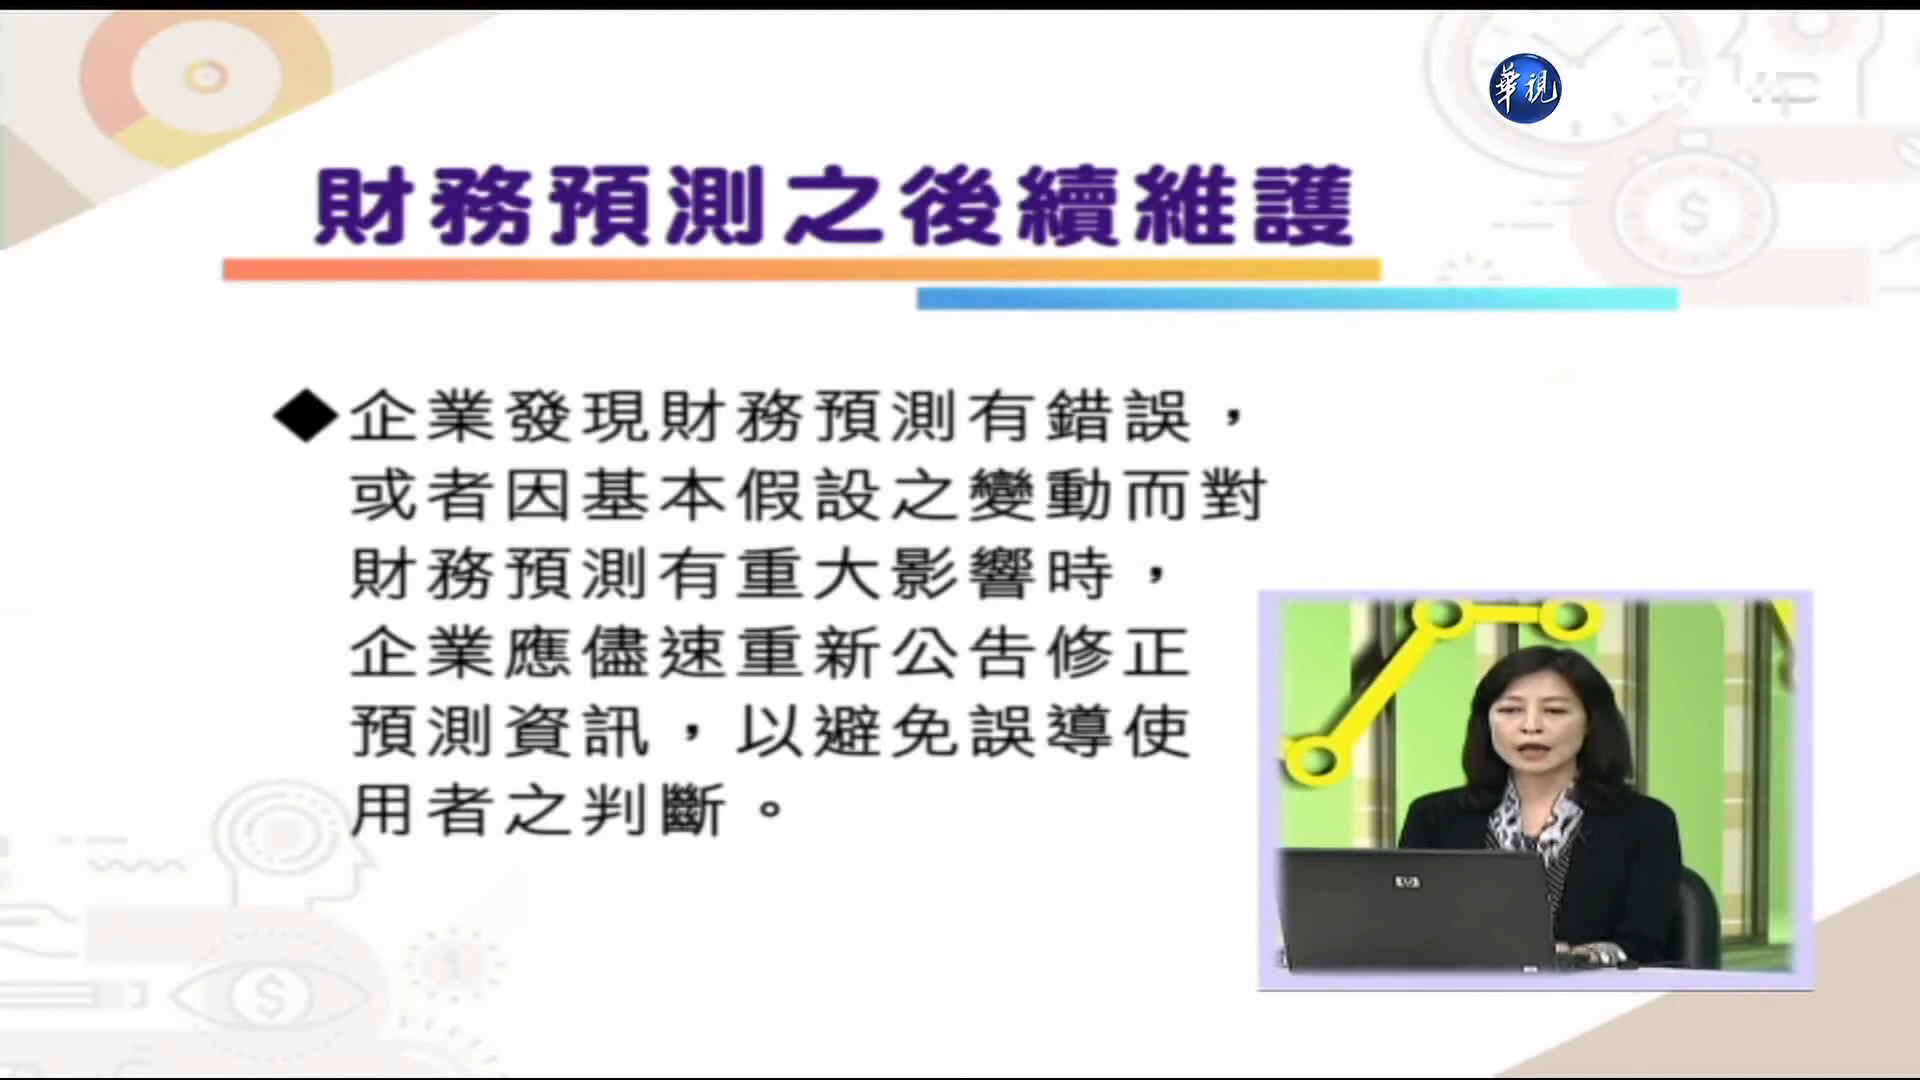 華視
財務預測之後續維護
◆企業發現財務預測有錯誤，
或者因基本假設之變動而對
財務預測有重大影響時，
企業應儘速重新公告修正
預測資訊，以避免誤導使
用者之判斷。